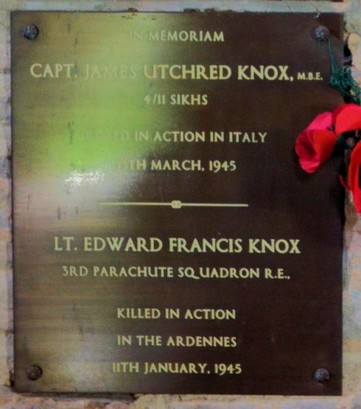 IN MEMORIAM
CAPT. JAMES UTCHRED KNOX, M.B.E.
4/11 SIKHS
KILLED IN ACTION IN ITALY
MARCH, 1945
LT. EDWARD FRANCIS KNOX
3RD PARACHUTE SQUADRON R.E.,
KILLED IN ACTION
IN THE ARDENNES
11TH JANUARY, 1945